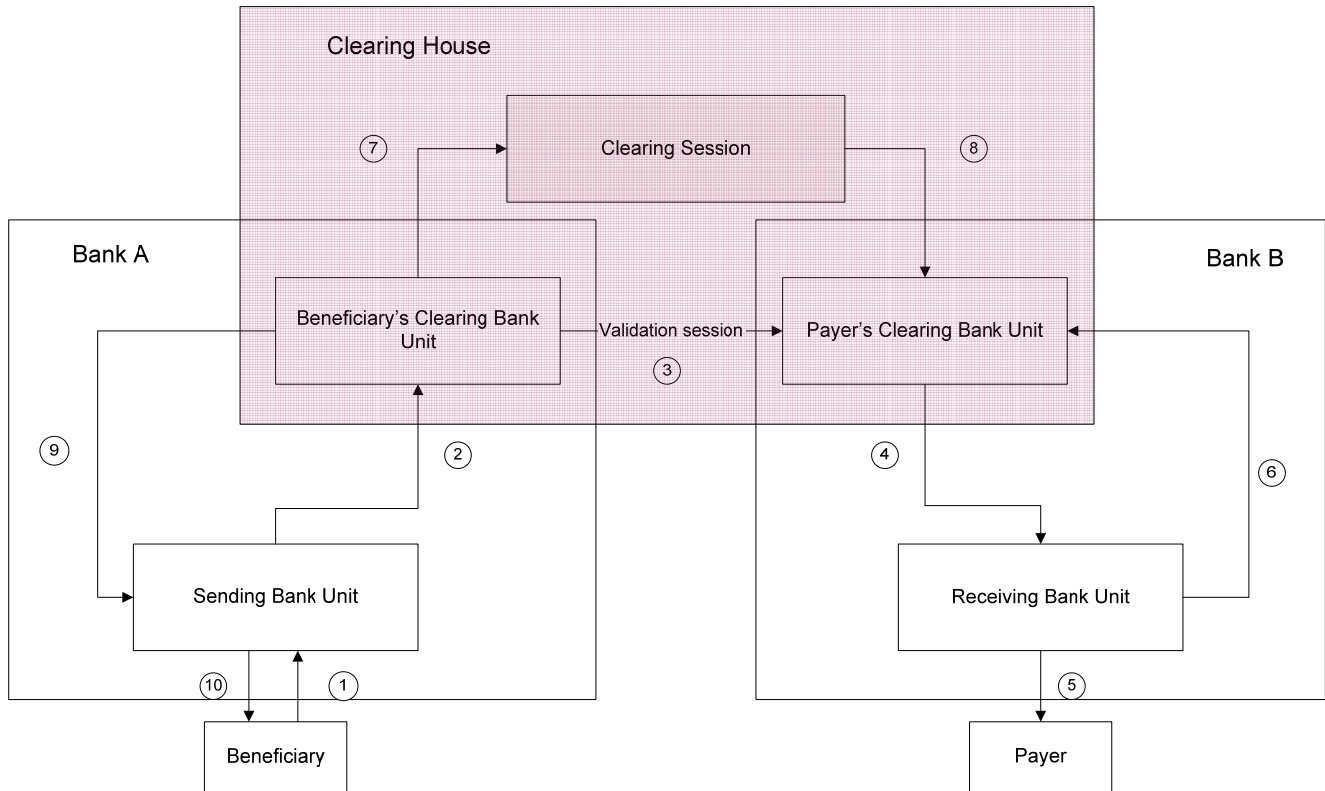 Clearing House
7
Clearing Session
8
Bank A
Bank B
Beneficiary's Clearing Bank
Unit
Validation session
Payer's Clearing Bank Unit
3
9
2
4
6
Sending Bank Unit
Receiving Bank Unit
10
1
5
Beneficiary
Payer